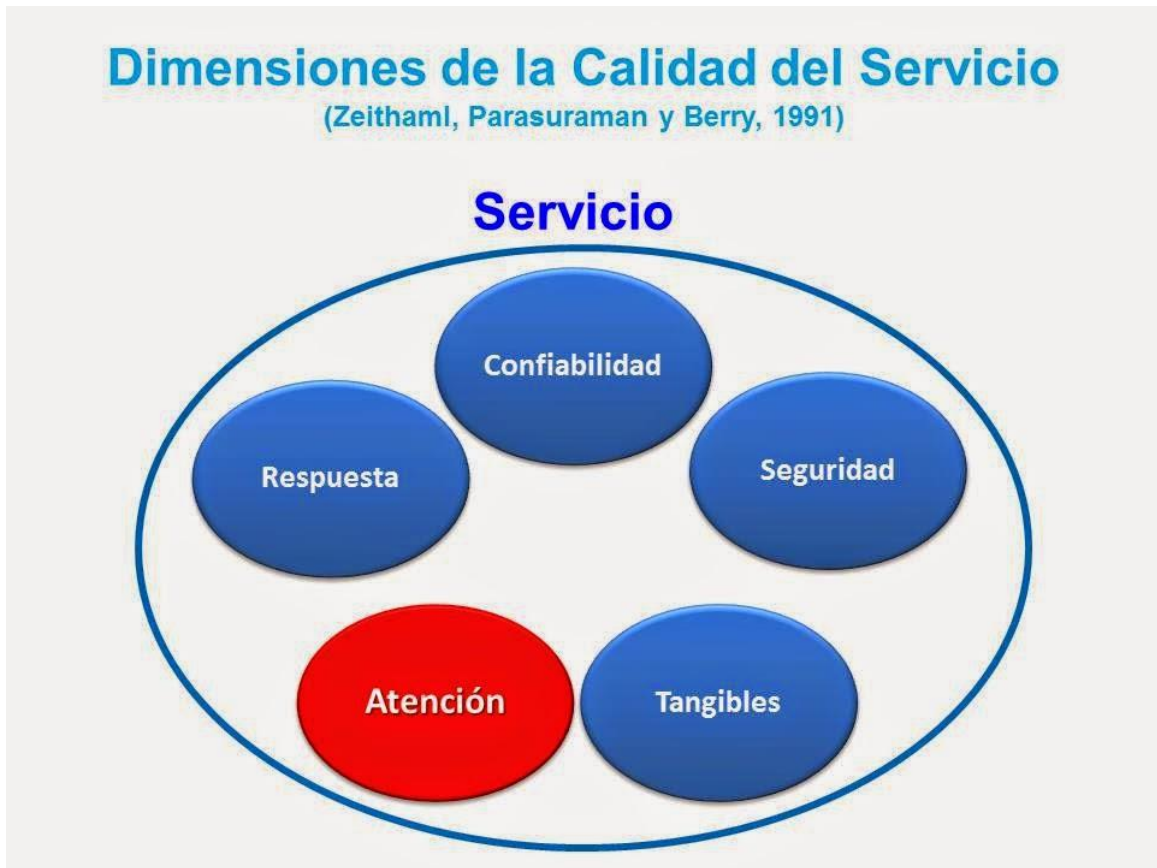 Dimensiones de la Calidad del Servicio
(Zeithaml, Parasuraman y Berry, 1991)
Servicio
Confiabilidad
Respuesta
Seguridad
Atención
Tangibles